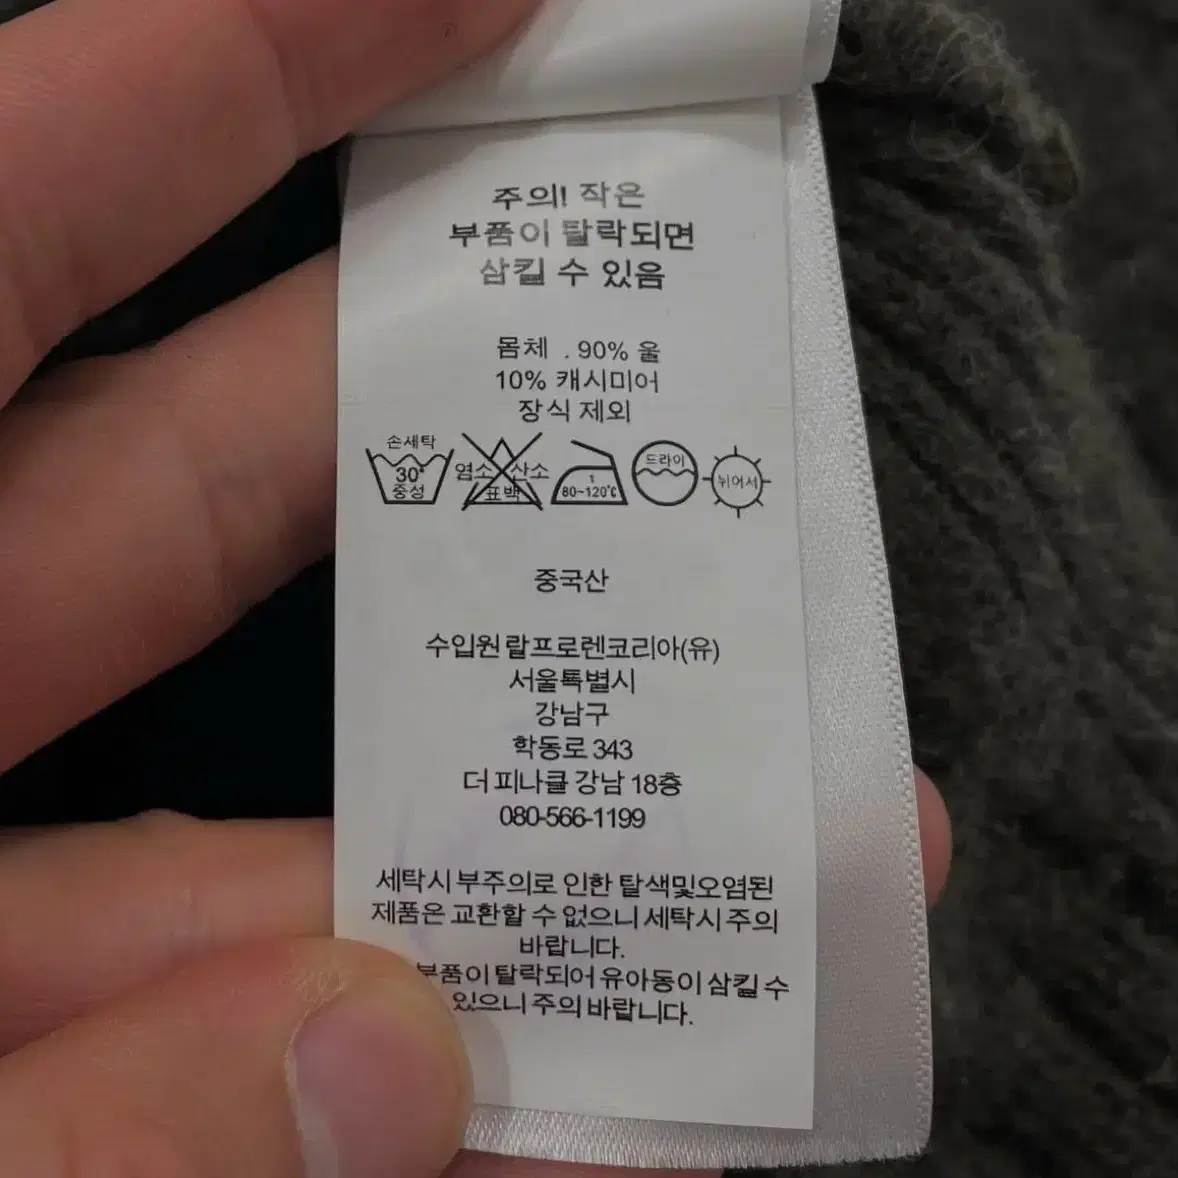 주의! 작은
부품이 탈락되면
삼킬 수 있음
몸체 . 90% 울
10% 캐시미어
장식 제외
손세탁
30°
중성
염소 산소
표백
1
80~120℃
드라이
뉘어서
중국산
수입원 랄프로렌코리아(유)
서울특별시
강남구
학동로 343
더 피나클 강남 18층
080-566-1199
세탁시 부주의로 인한 탈색및오염된
제품은 교환할 수 없으니 세탁시 주의
바랍니다.
부품이 탈락되어 유아동이 삼킬 수
있으니 주의 바랍니다.